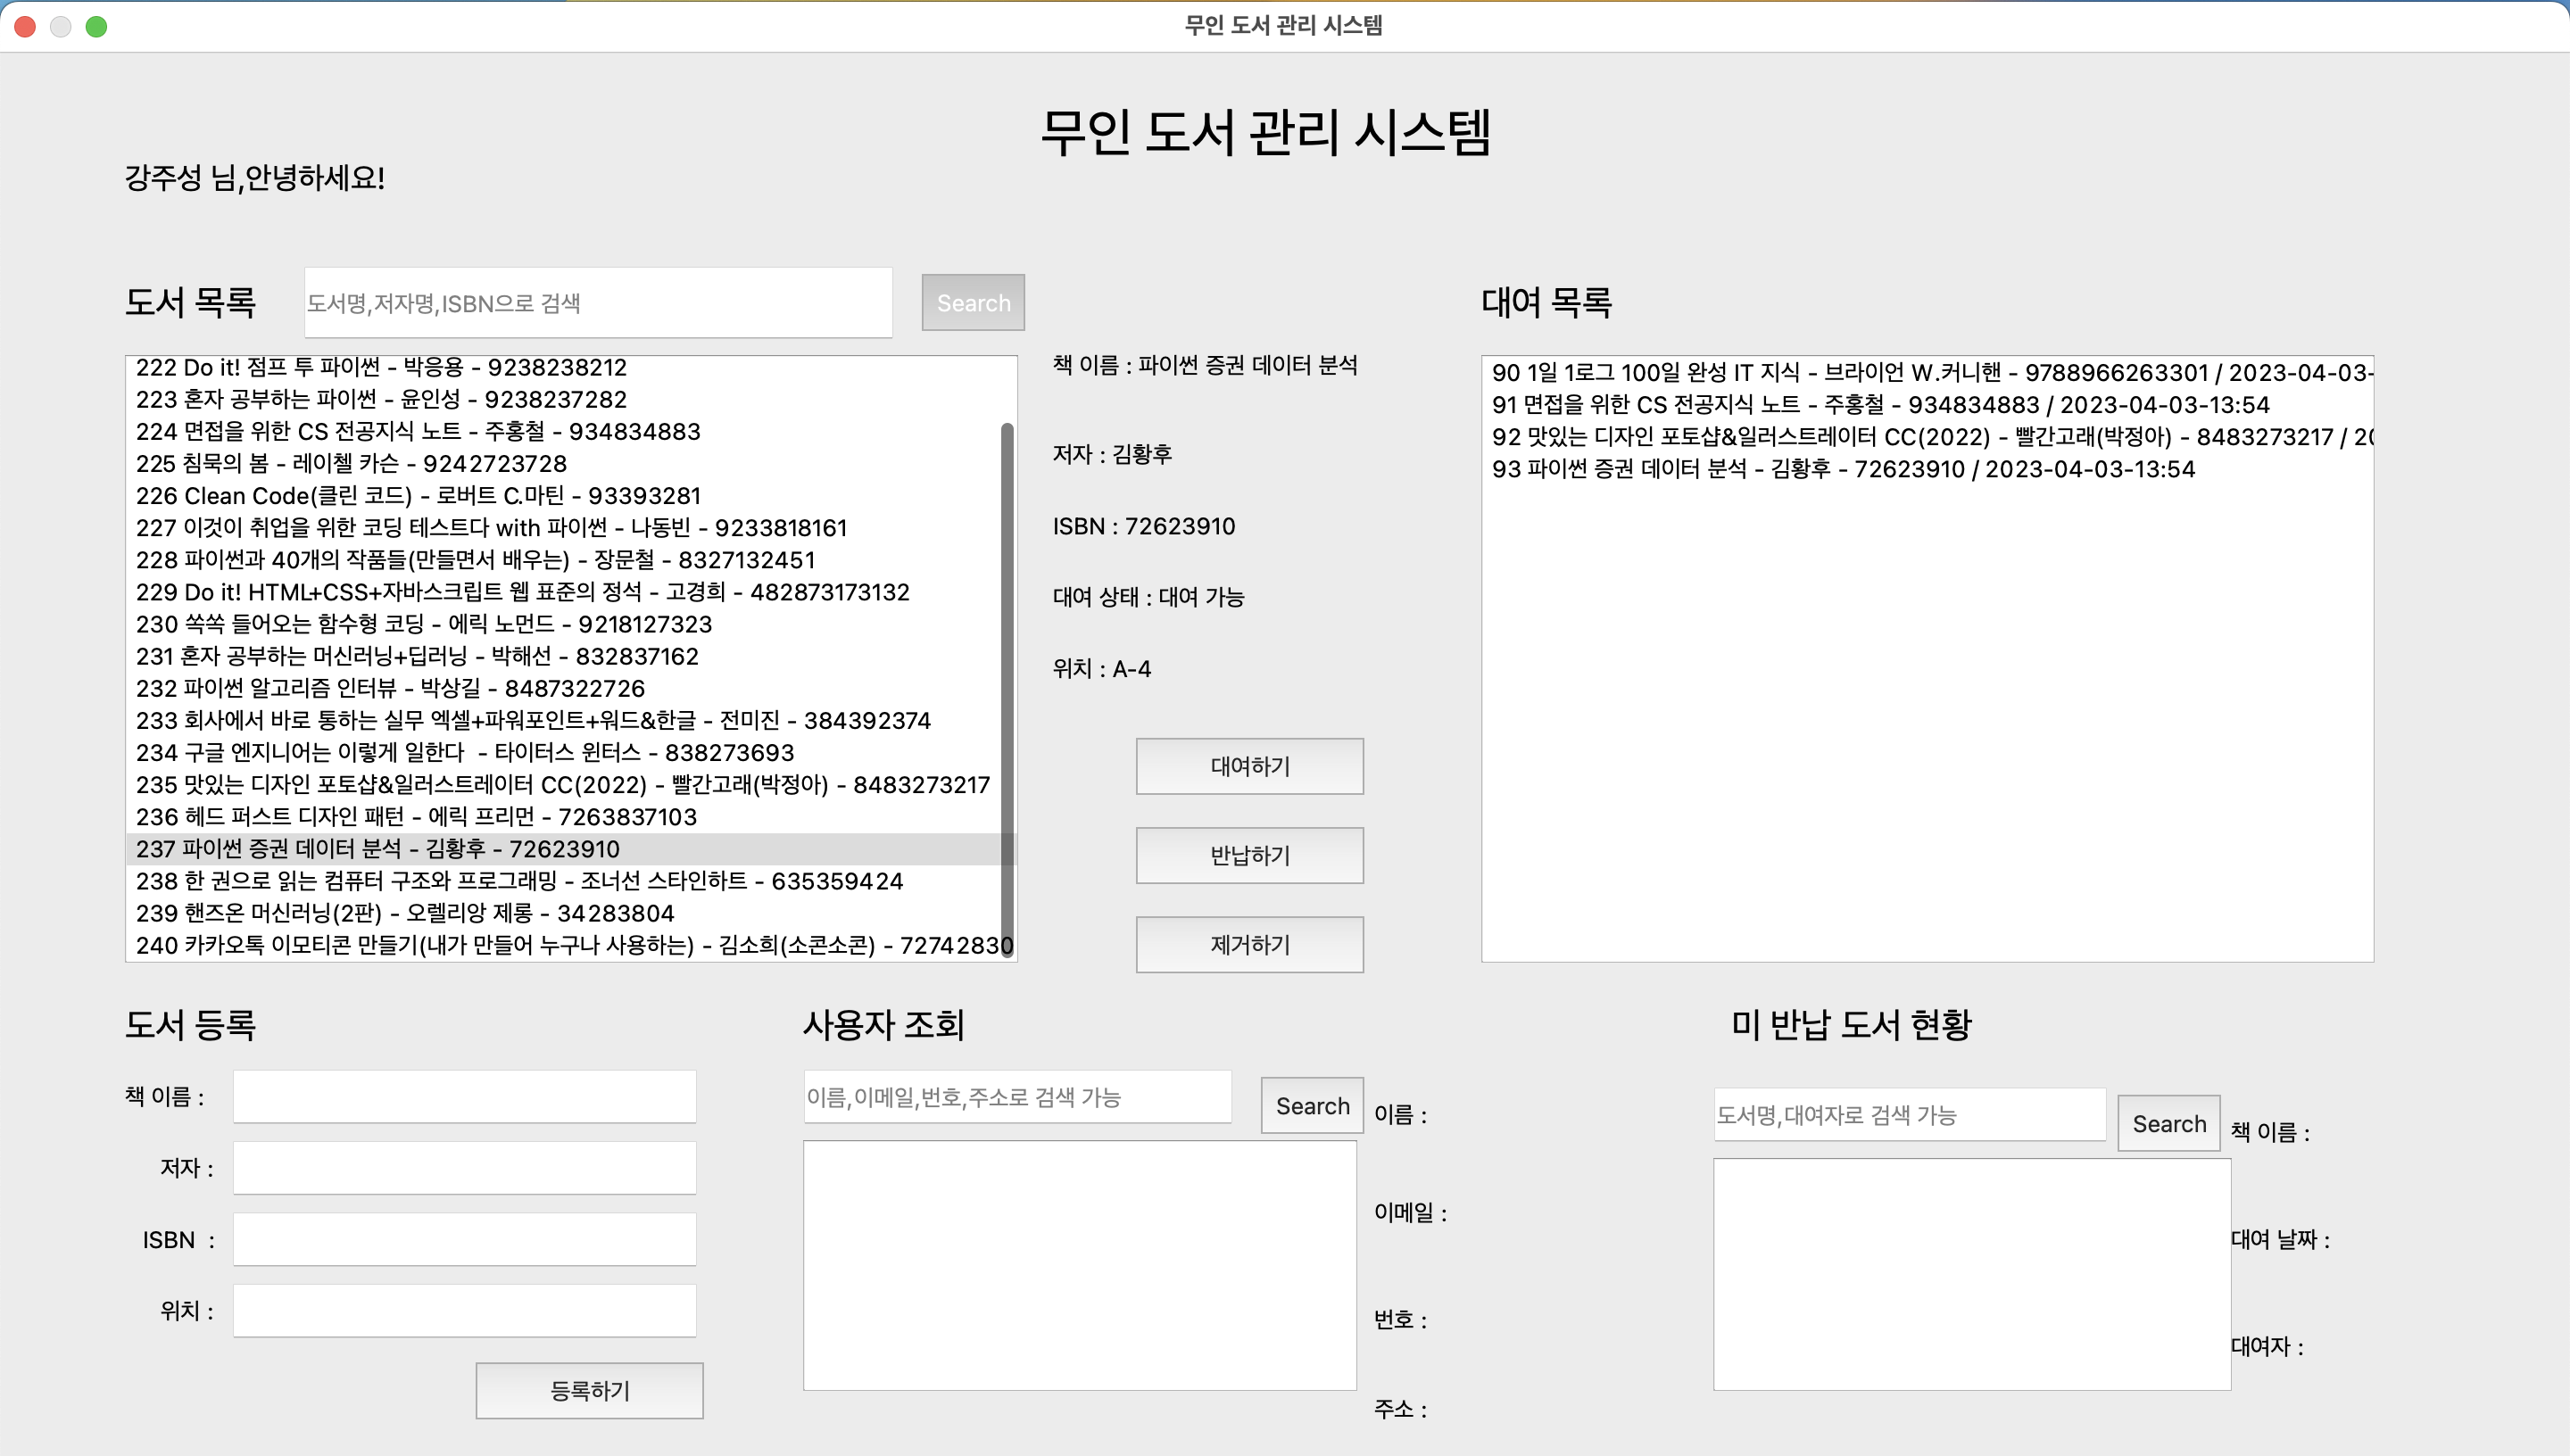 무인 도서 관리 시스템
무인 도서 관리 시스템
강주성 님,안녕하세요!
도서 목록
도서명,저자명,ISBN으로 검색
Search
222 Do it! 점프 투 파이썬 - 박응용 - 9238238212
223 혼자 공부하는 파이썬 - 윤인성 - 9238237282
224 면접을 위한 CS 전공지식 노트 - 주홍철 - 934834883
225 침묵의 봄 - 레이첼 카슨 - 9242723728
226 Clean Code(클린 코드) - 로버트 C.마틴 - 93393281
227 이것이 취업을 위한 코딩 테스트다 with 파이썬 - 나동빈 - 9233818161
228 파이썬과 40개의 작품들(만들면서 배우는) - 장문철 - 8327132451
229 Do it! HTML+CSS+자바스크립트 웹 표준의 정석 - 고경희 - 482873173132
230 쏙쏙 들어오는 함수형 코딩 - 에릭 노먼드 - 9218127323
231 혼자 공부하는 머신러닝+딥러닝 - 박해선 - 832837162
232 파이썬 알고리즘 인터뷰 - 박상길 - 8487322726
233 회사에서 바로 통하는 실무 엑셀+파워포인트+워드&한글 - 전미진 - 384392374
234 구글 엔지니어는 이렇게 일한다  - 타이터스 윈터스 - 838273693
235 맛있는 디자인 포토샵&일러스트레이터 CC(2022) - 빨간고래(박정아) - 8483273217
236 헤드 퍼스트 디자인 패턴 - 에릭 프리먼 - 7263837103
237 파이썬 증권 데이터 분석 - 김황후 - 72623910
238 한 권으로 읽는 컴퓨터 구조와 프로그래밍 - 조너선 스타인하트 - 635359424
239 핸즈온 머신러닝(2판) - 오렐리앙 제롱 - 34283804
240 카카오톡 이모티콘 만들기(내가 만들어 누구나 사용하는) - 김소희(소콘소콘) - 72742830
책 이름 : 파이썬 증권 데이터 분석
저자 : 김황후
ISBN : 72623910
대여 상태 : 대여 가능
위치 : A-4
대여하기
반납하기
제거하기
대여 목록
90 1일 1로그 100일 완성 IT 지식 - 브라이언 W.커니핸 - 9788966263301 / 2023-04-03-
91 면접을 위한 CS 전공지식 노트 - 주홍철 - 934834883 / 2023-04-03-13:54
92 맛있는 디자인 포토샵&일러스트레이터 CC(2022) - 빨간고래(박정아) - 8483273217 / 20
93 파이썬 증권 데이터 분석 - 김황후 - 72623910 / 2023-04-03-13:54
도서 등록
책 이름 :
저자 :
ISBN  :
위치 :
등록하기
사용자 조회
이름,이메일,번호,주소로 검색 가능
Search
이름 :
이메일 :
번호 :
주소 :
미 반납 도서 현황
도서명,대여자로 검색 가능
Search
책 이름 :
대여 날짜 :
대여자 :